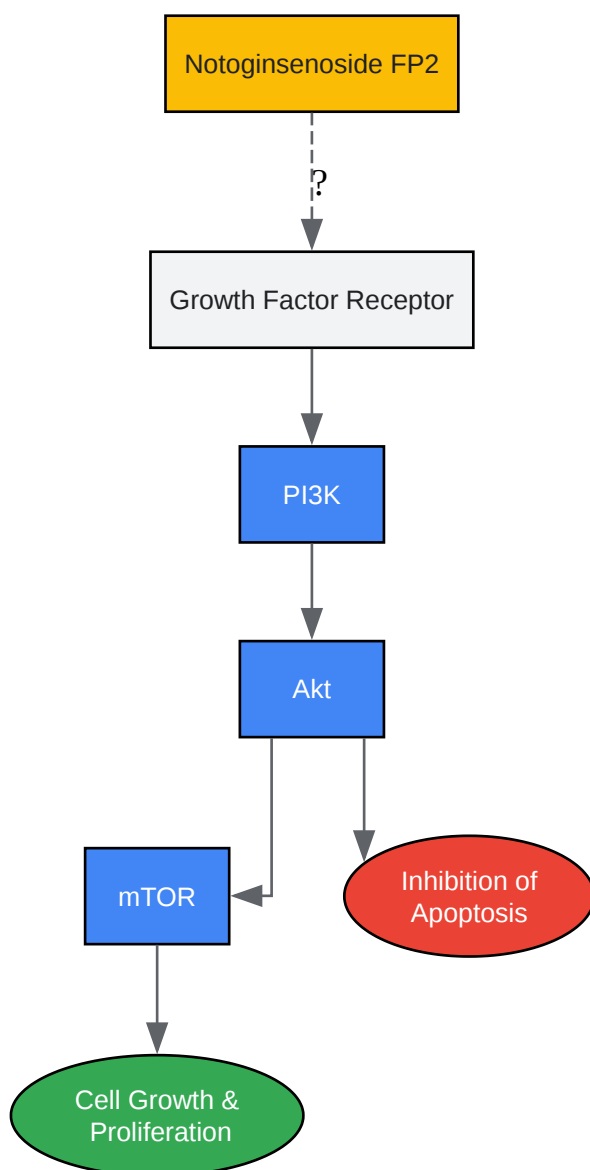 Notoginsenoside FP2
?
Growth Factor Receptor
PI3K
Akt
mTOR
Inhibition of
Apoptosis
Cell Growth &
Proliferation